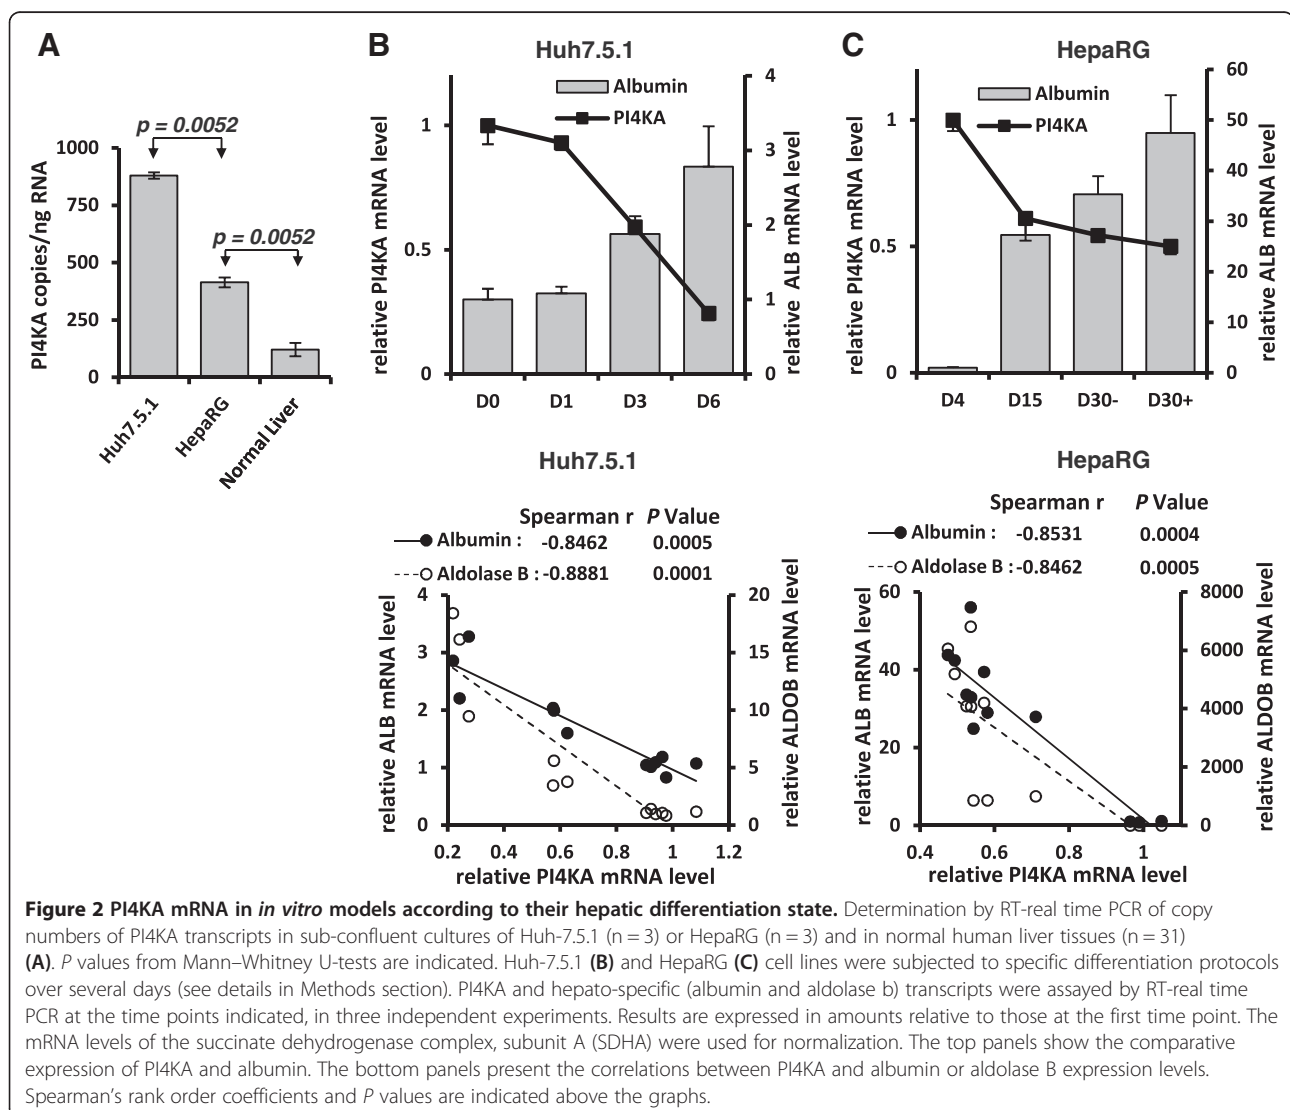 A
p = 0.0052
p = 0.0052
PI4KA copies/ng RNA
1000
750
500
250
0
Huh7.5.1
HepaRG
Normal Liver
B
Huh7.5.1
Albumin
PI4KA
relative PI4KA mRNA level
1
0.5
0
relative ALB mRNA level
4
3
2
1
0
D0 D1 D3 D6
C
HepaRG
Albumin
PI4KA
relative PI4KA mRNA level
1
0.5
0
relative ALB mRNA level
60
50
40
30
20
10
0
D4 D15 D30- D30+
Huh7.5.1
Spearman r P Value
Albumin : -0.8462 0.0005
Aldolase B : -0.8881 0.0001
relative ALB mRNA level
4
3
2
1
0
relative ALDOB mRNA level
20
15
10
5
0
0.2 0.4 0.6 0.8 1 1.2
relative PI4KA mRNA level
HepaRG
Spearman r P Value
Albumin : -0.8531 0.0004
Aldolase B : -0.8462 0.0005
relative ALB mRNA level
60
40
20
0
relative ALDOB mRNA level
8000
6000
4000
2000
0
0.4 0.6 0.8 1
relative PI4KA mRNA level
Figure 2 PI4KA mRNA in in vitro models according to their hepatic differentiation state. Determination by RT-real time PCR of copy
numbers of PI4KA transcripts in sub-confluent cultures of Huh-7.5.1 (n = 3) or HepaRG (n = 3) and in normal human liver tissues (n = 31)
(A). P values from Mann–Whitney U-tests are indicated. Huh-7.5.1 (B) and HepaRG (C) cell lines were subjected to specific differentiation protocols
over several days (see details in Methods section). PI4KA and hepato-specific (albumin and aldolase b) transcripts were assayed by RT-real time
PCR at the time points indicated, in three independent experiments. Results are expressed in amounts relative to those at the first time point. The
mRNA levels of the succinate dehydrogenase complex, subunit A (SDHA) were used for normalization. The top panels show the comparative
expression of PI4KA and albumin. The bottom panels present the correlations between PI4KA and albumin or aldolase B expression levels.
Spearman's rank order coefficients and P values are indicated above the graphs.